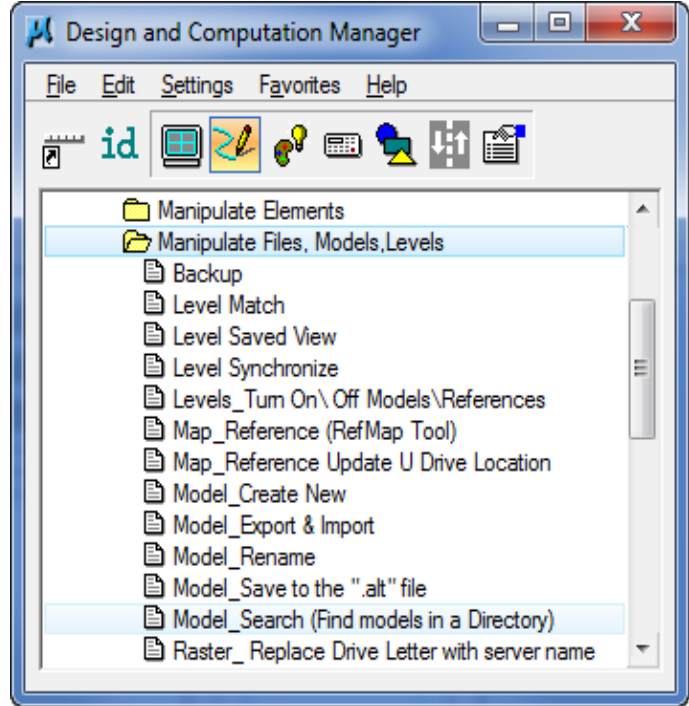 Design and Computation Manager
File Edit Settings Favorites Help
id
Manipulate Elements
Manipulate Files, Models,Levels
Backup
Level Match
Level Saved View
Level Synchronize
Levels_Turn On\ Off Models\References
Map_Reference (RefMap Tool)
Map_Reference Update U Drive Location
Model_Create New
Model_Export & Import
Model_Rename
Model_Save to the ".alt" file
Model_Search (Find models in a Directory)
Raster_ Replace Drive Letter with server name